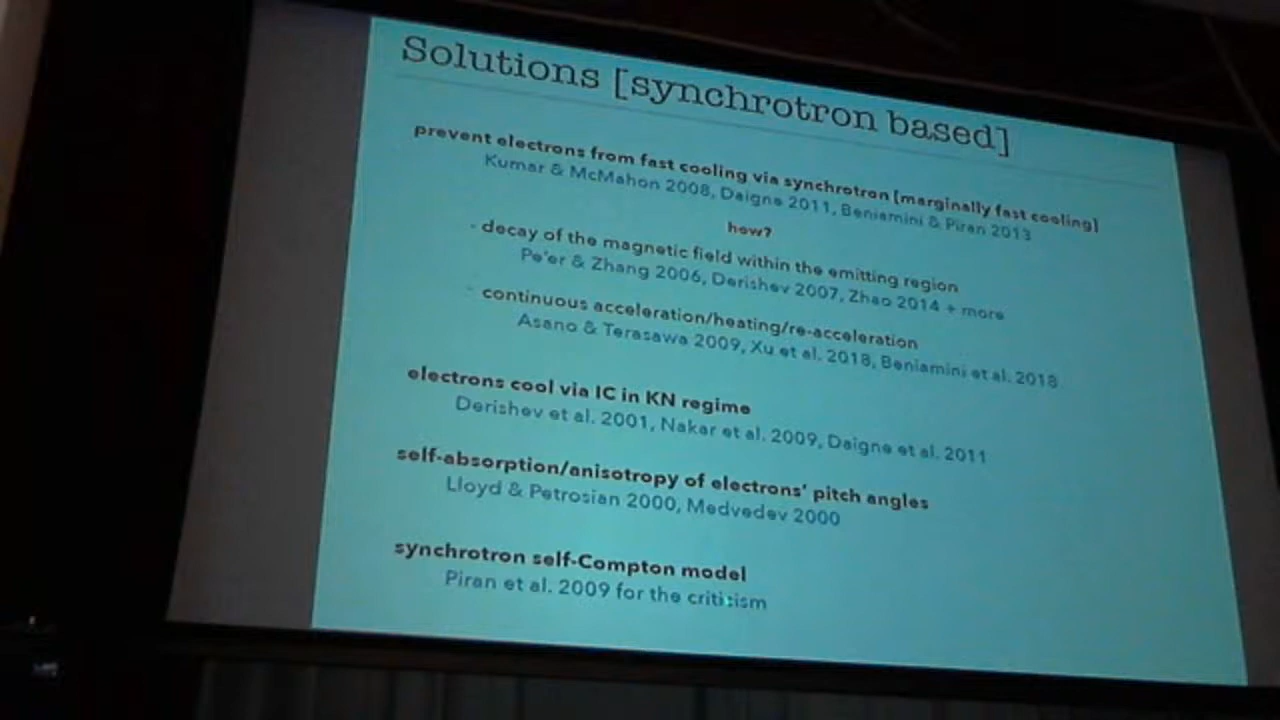 Solutions [synchrotron based]
prevent electrons from fast cooling via synchrotron [marginally fast cooling]
Kumar & McMahon 2008, Daigne 2011, Beniamini & Piran 2013
how?
- decay of the magnetic field within the emitting region
Pe'er & Zhang 2006, Derishev 2007, Zhao 2014 + more
- continuous acceleration/heating/re-acceleration
Asano & Terasawa 2009, Xu et al. 2018, Beniamini et al. 2018
electrons cool via IC in KN regime
Derishev et al. 2001, Nakar et al. 2009, Daigne et al. 2011
self-absorption/anisotropy of electrons' pitch angles
Lloyd & Petrosian 2000, Medvedev 2000
synchrotron self-Compton model
Piran et al. 2009 for the criticism